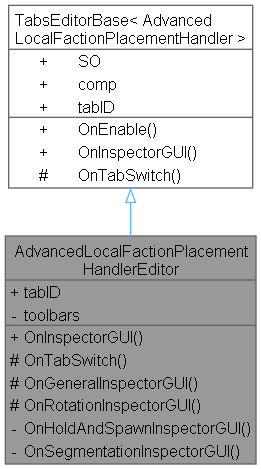 TabsEditorBase< Advanced
LocalFactionPlacementHandler >
+ SO
+ comp
+ tabID
+ OnEnable()
+ OnInspectorGUI()
# OnTabSwitch()
AdvancedLocalFactionPlacement
HandlerEditor
+ tabID
- toolbars
+ OnInspectorGUI()
# OnTabSwitch()
# OnGeneralInspectorGUI()
# OnRotationInspectorGUI()
- OnHoldAndSpawnInspectorGUI()
- OnSegmentationInspectorGUI()